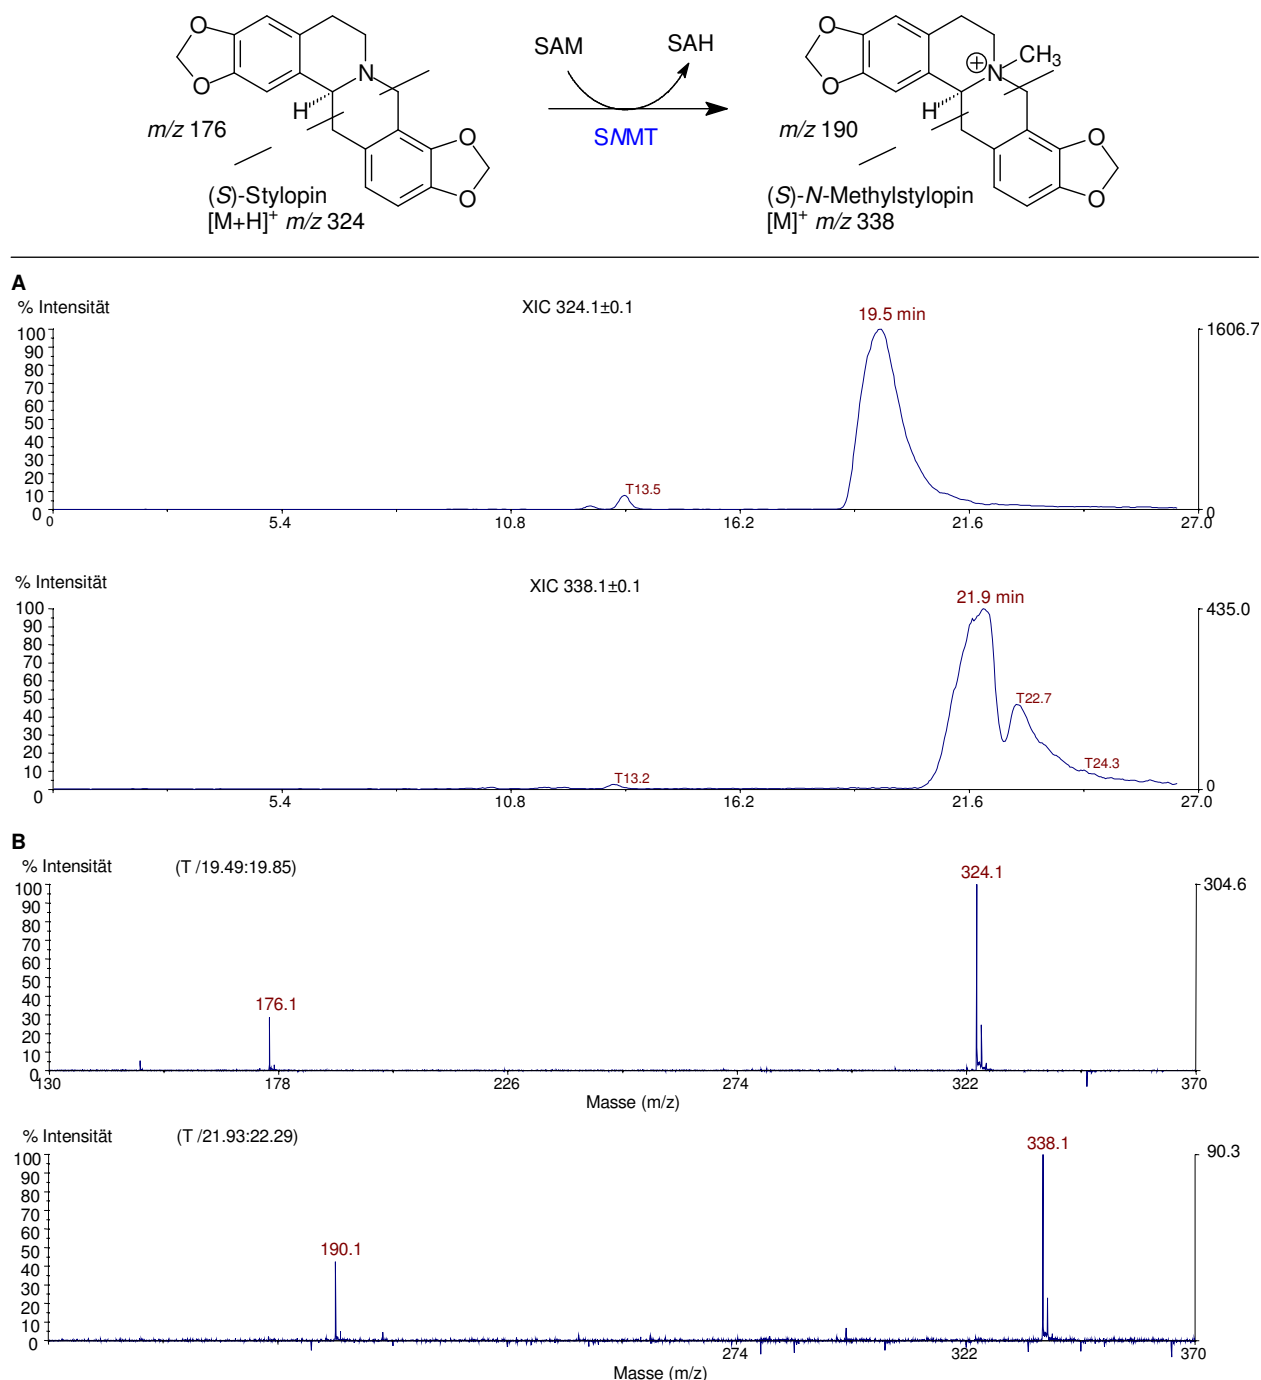 O
O
N
H
O
O
m/z 176
(S)-Stylopin
[M+H]+ m/z 324
SAM
SAH
SNMT
O
O
+
N
CH3
H
O
O
m/z 190
(S)-N-Methylstylopin
[M]+ m/z 338
A
% Intensität
XIC 324.1±0.1
19.5 min
100
90
80
70
60
50
40
30
20
10
0
1606.7
T13.5
0
0
5.4
10.8
16.2
21.6
27.0
% Intensität
XIC 338.1±0.1
21.9 min
100
90
80
70
60
50
40
30
20
10
0
435.0
T22.7
T24.3
T13.2
0
5.4
10.8
16.2
21.6
27.0
B
% Intensität
(T /19.49:19.85)
324.1
100
90
80
70
60
50
40
30
20
10
0
304.6
176.1
130
178
226
274
322
370
Masse (m/z)
% Intensität
(T /21.93:22.29)
338.1
100
90
80
70
60
50
40
30
20
10
0
90.3
190.1
274
322
370
Masse (m/z)